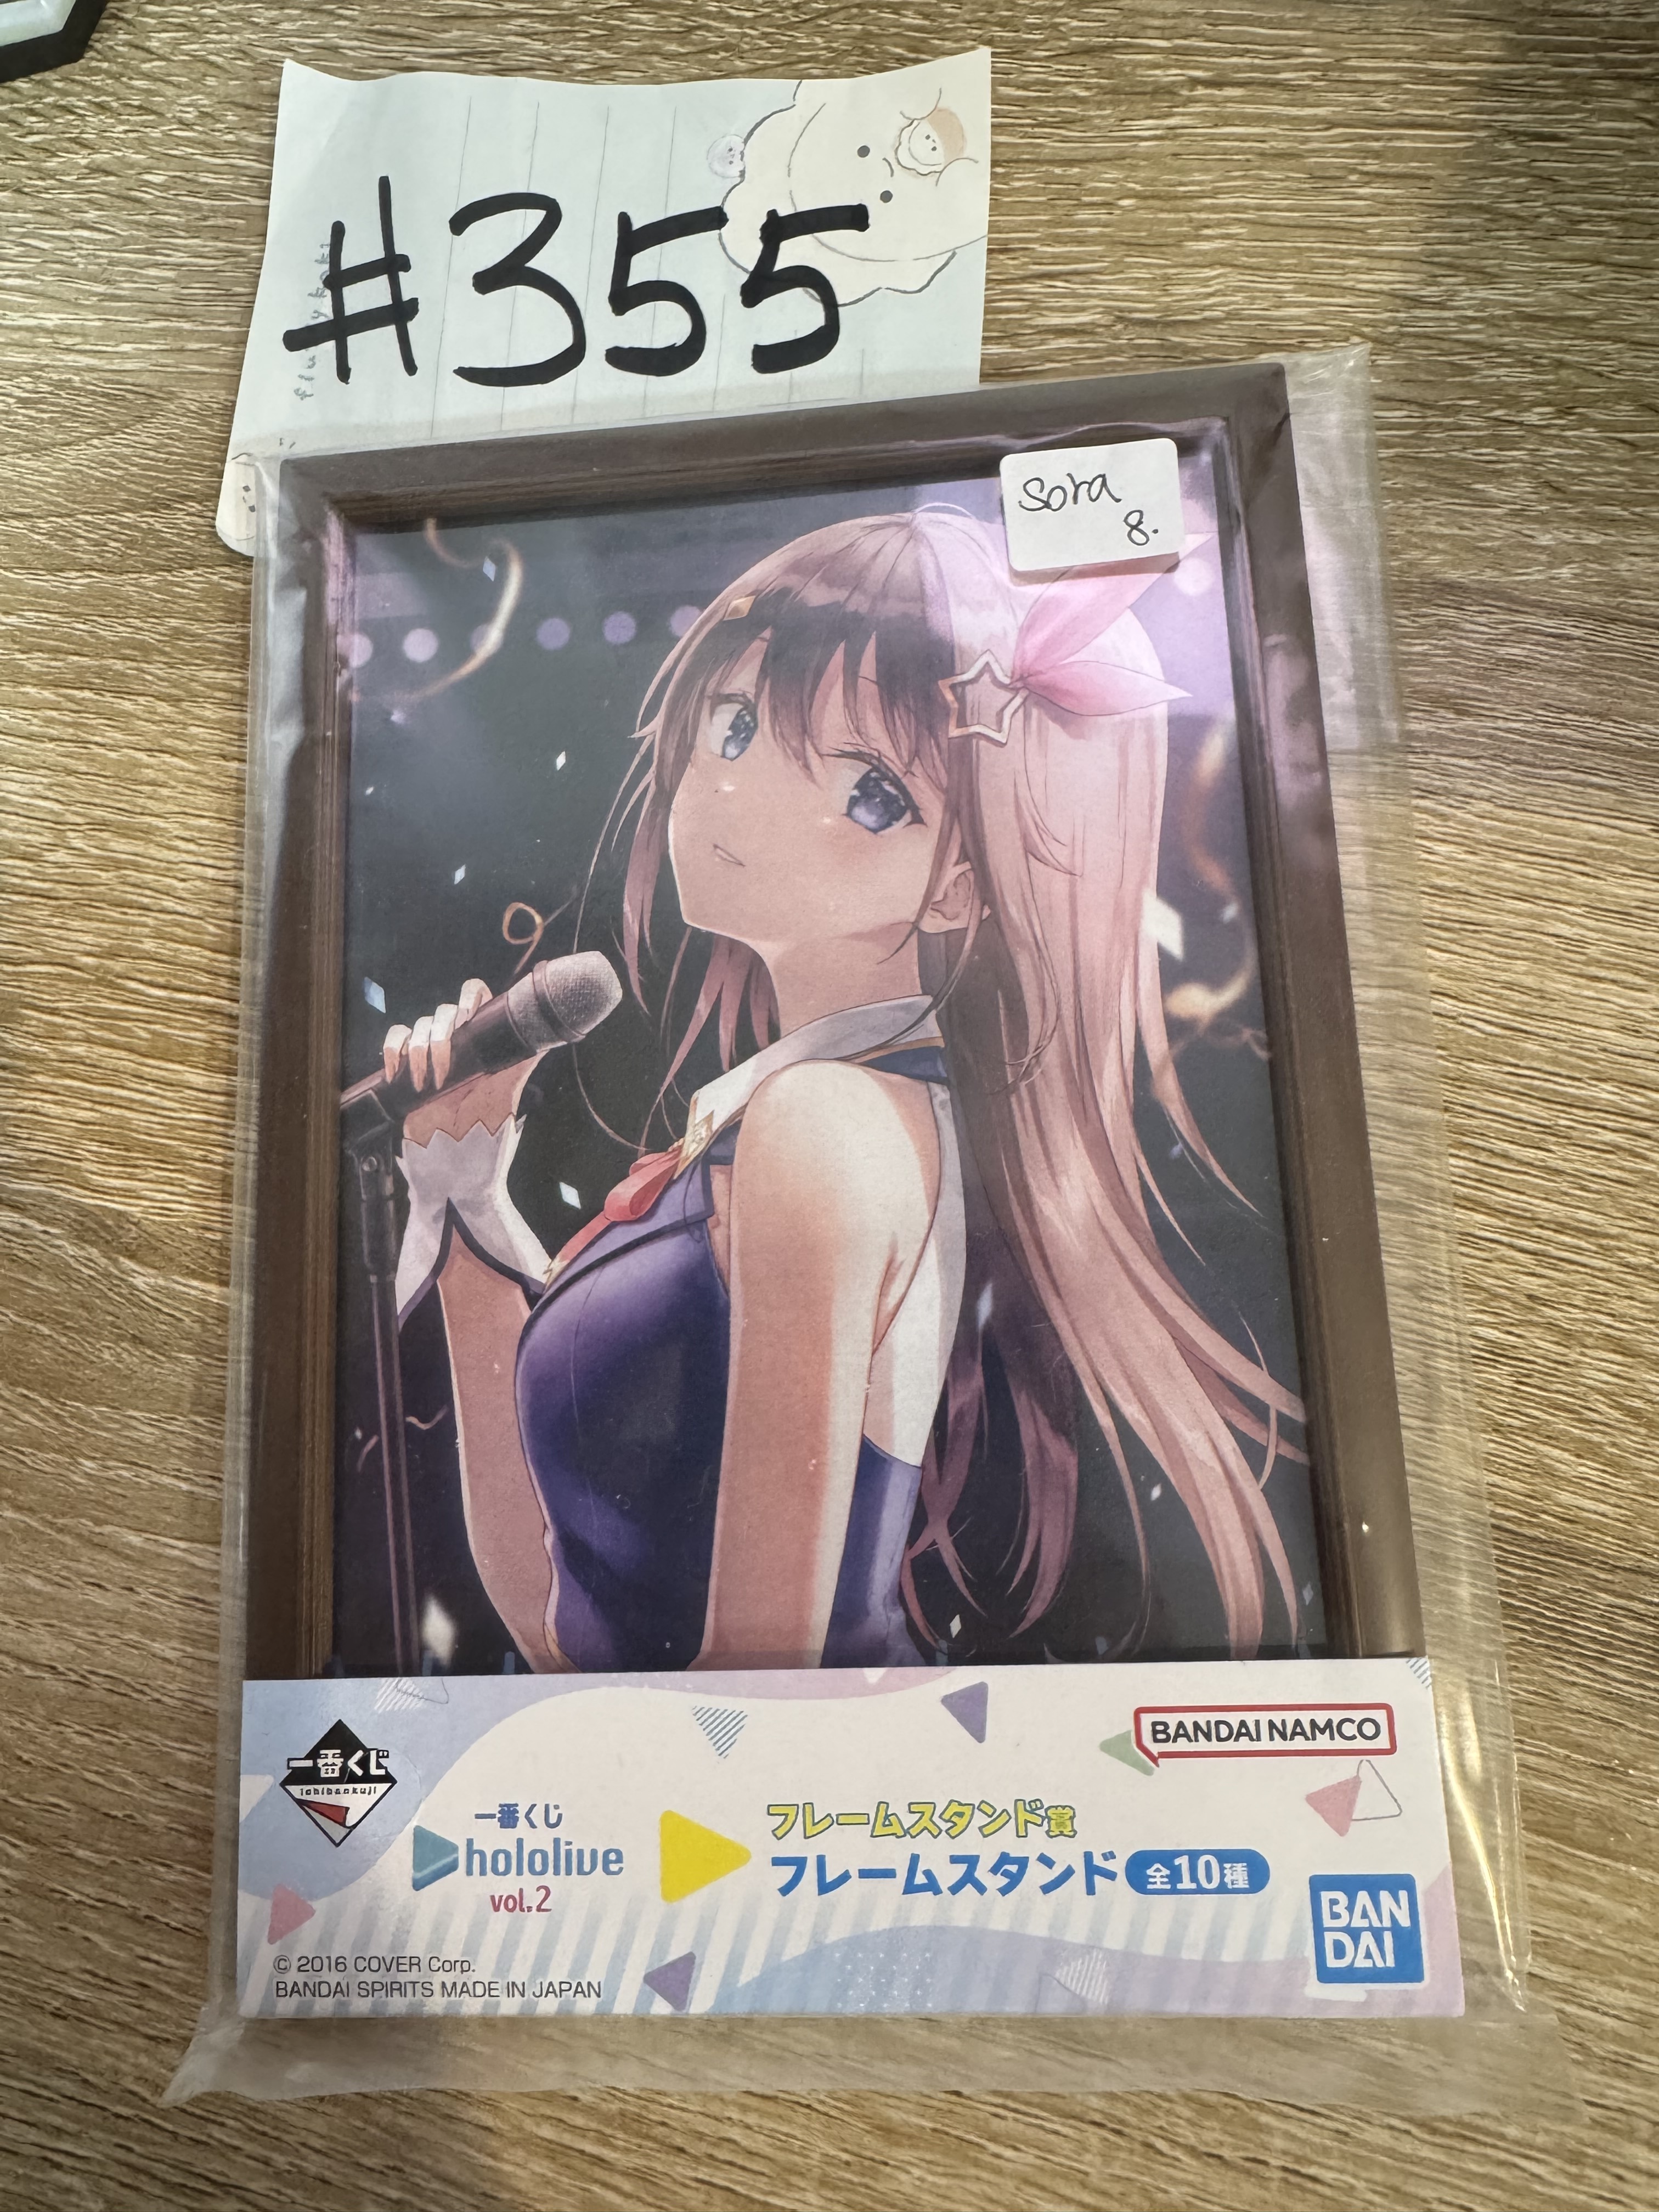 #355
fluffy
Sora
8.
一番くじ
ichibankuji
BANDAI NAMCO
一番くじ
hololive
vol.2
フレームスタンド賞
フレームスタンド 全10種
BAN
DAI
© 2016 COVER Corp.
BANDAI SPIRITS MADE IN JAPAN